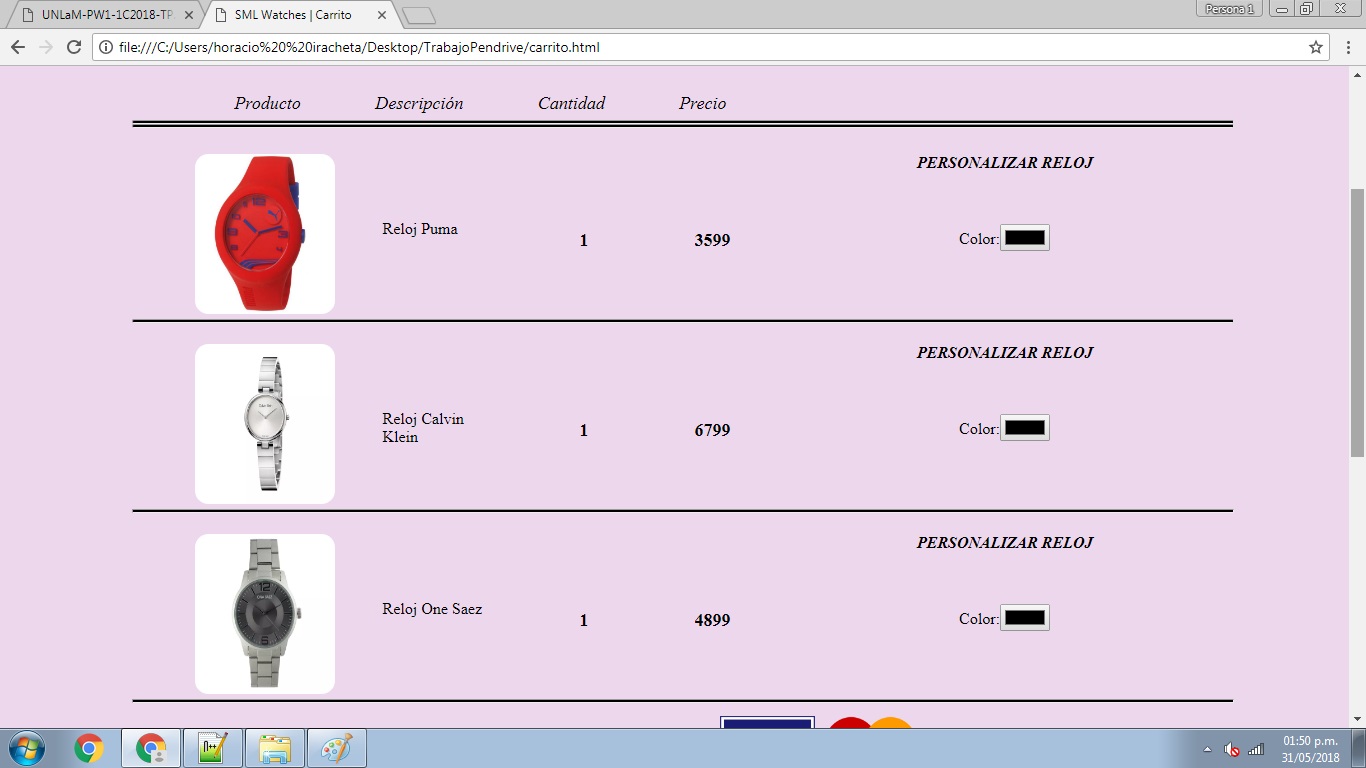 UNLaM-PW1-1C2018-TP
SML Watches | Carrito
Persona 1
file:///C:/Users/horacio%20%20iracheta/Desktop/TrabajoPendrive/carrito.html
Producto Descripción Cantidad Precio
PERSONALIZAR RELOJ
Reloj Puma
1 3599 Color:
PERSONALIZAR RELOJ
Reloj Calvin
Klein
1 6799 Color:
PERSONALIZAR RELOJ
Reloj One Saez
1 4899 Color:
01:50 p.m.
31/05/2018